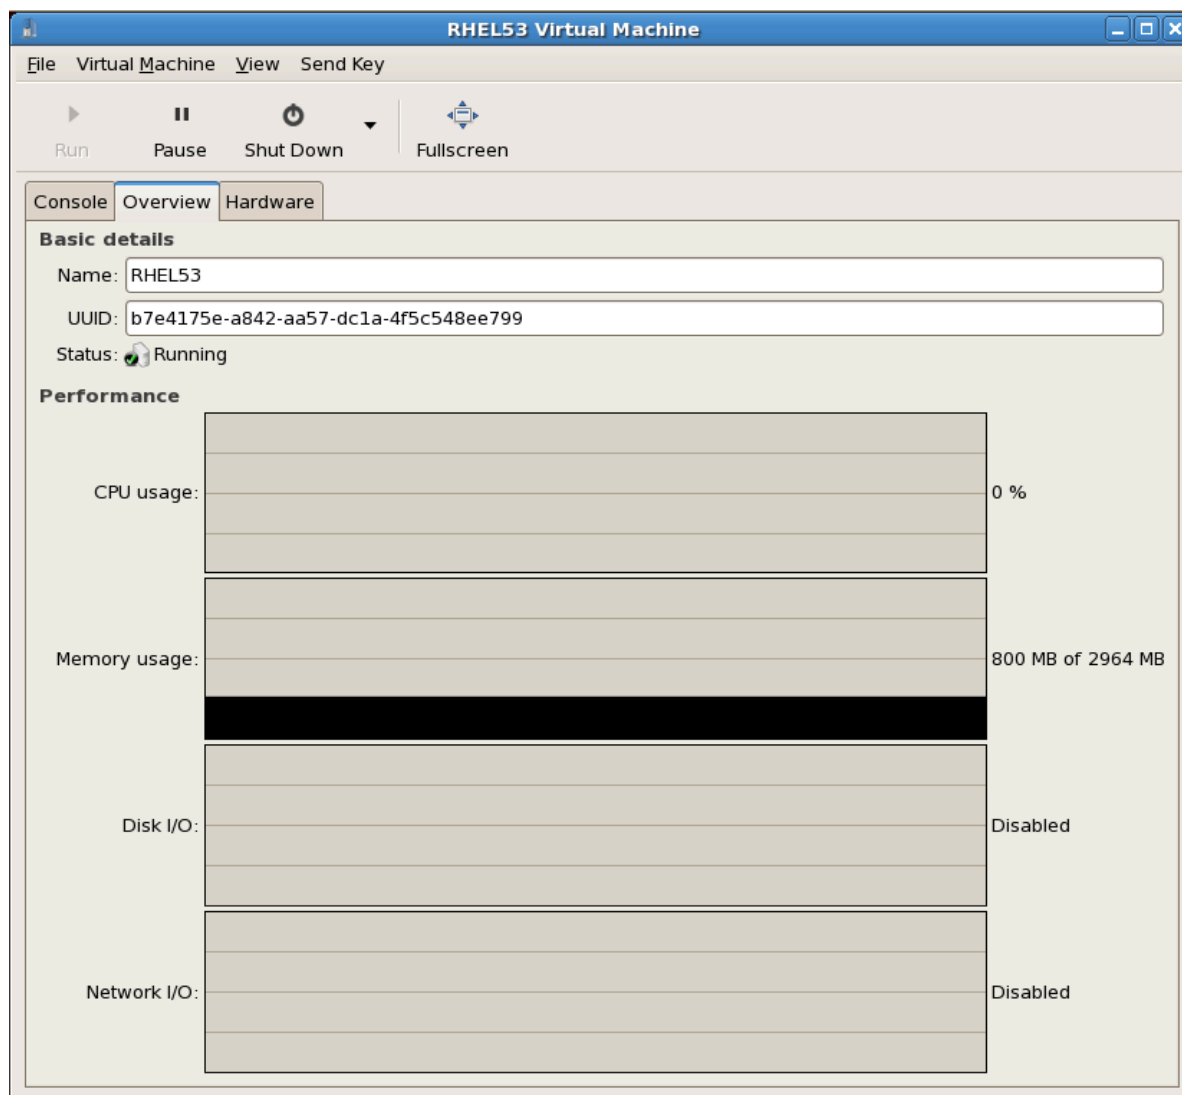 RHEL53 Virtual Machine
File Virtual Machine View Send Key
Run Pause Shut Down Fullscreen
Console Overview Hardware
Basic details
Name: RHEL53
UUID: b7e4175e-a842-aa57-dc1a-4f5c548ee799
Status: Running
Performance
CPU usage: 0 %
Memory usage: 800 MB of 2964 MB
Disk I/O: Disabled
Network I/O: Disabled